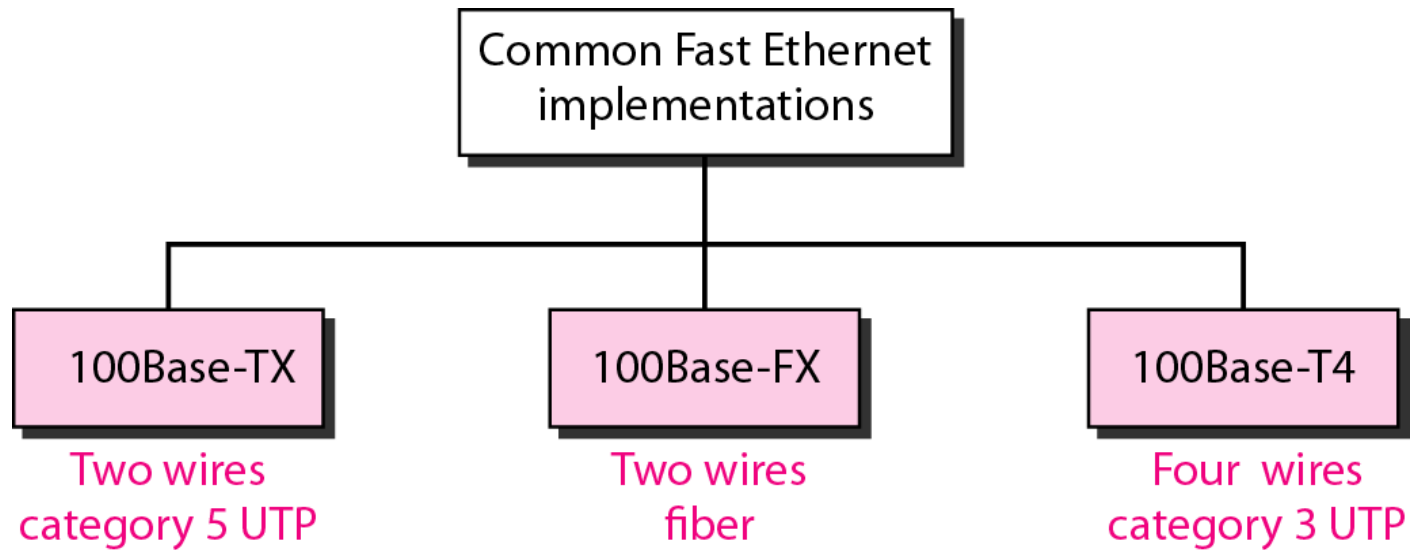 Common Fast Ethernet
implementations
100Base-TX
100Base-FX
100Base-T4
Two wires
category 5 UTP
Two wires
fiber
Four wires
category 3 UTP